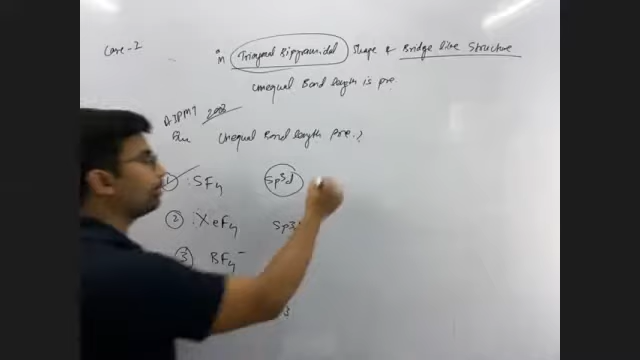 Case-2
in Trigonal Bipyramidal Shape & Bridge like Structure
Unequal Bond length is pre.
AIPMT 2008
Unequal Bond length pre.?
① :SF4 sp3d
② :XeF4 sp3
③ BF4-
3